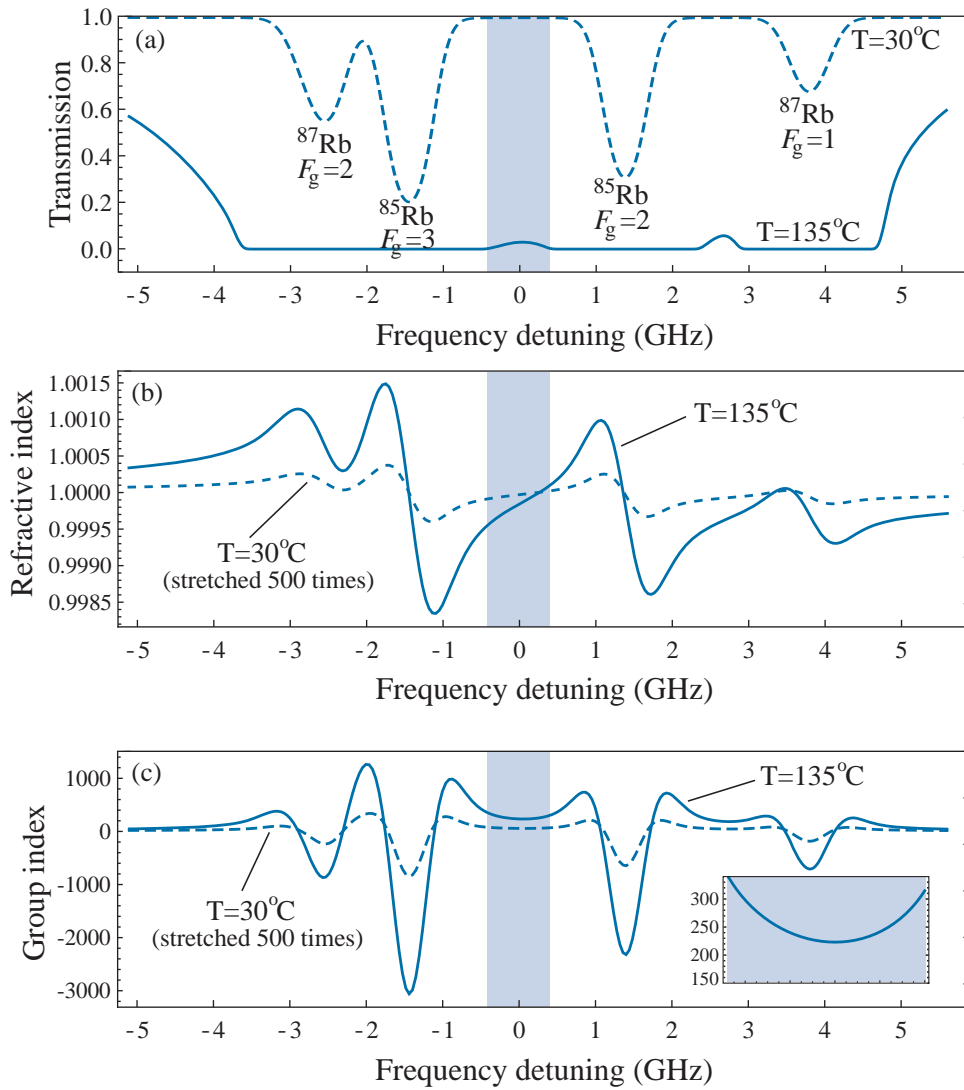 (a)
1.0
0.8
0.6
0.4
0.2
0.0
Transmission
T=30°C
⁸⁷Rb
F_g=2
⁸⁵Rb
F_g=3
⁸⁵Rb
F_g=2
⁸⁷Rb
F_g=1
T=135°C
-5 -4 -3 -2 -1 0 1 2 3 4 5
Frequency detuning (GHz)
(b)
1.0015
1.0010
1.0005
1.0000
0.9995
0.9990
0.9985
Refractive index
T=135°C
T=30°C
(stretched 500 times)
-5 -4 -3 -2 -1 0 1 2 3 4 5
Frequency detuning (GHz)
(c)
1000
0
-1000
-2000
-3000
Group index
T=135°C
T=30°C
(stretched 500 times)
300
250
200
150
-5 -4 -3 -2 -1 0 1 2 3 4 5
Frequency detuning (GHz)